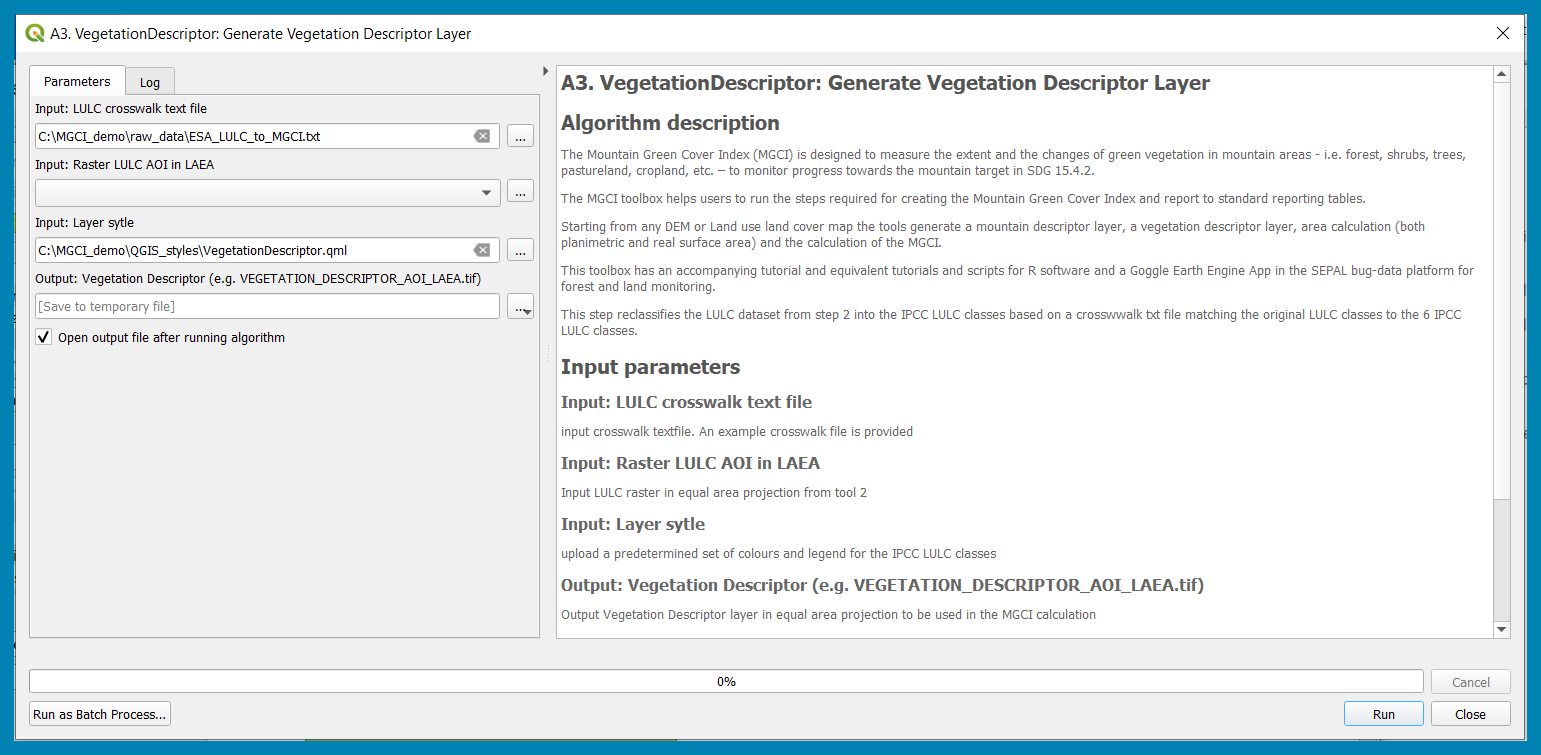 A3. VegetationDescriptor: Generate Vegetation Descriptor Layer
Parameters
Log
Input: LULC crosswalk text file
C:\MGCI_demo\raw_data\ESA_LULC_to_MGCI.txt
...
Input: Raster LULC AOI in LAEA
...
Input: Layer sytle
C:\MGCI_demo\QGIS_styles\VegetationDescriptor.qml
...
Output: Vegetation Descriptor (e.g. VEGETATION_DESCRIPTOR_AOI_LAEA.tif)
[Save to temporary file]
...
Open output file after running algorithm
A3. VegetationDescriptor: Generate Vegetation Descriptor Layer
Algorithm description
The Mountain Green Cover Index (MGCI) is designed to measure the extent and the changes of green vegetation in mountain areas - i.e. forest, shrubs, trees,
pastureland, cropland, etc. – to monitor progress towards the mountain target in SDG 15.4.2.
The MGCI toolbox helps users to run the steps required for creating the Mountain Green Cover Index and report to standard reporting tables.
Starting from any DEM or Land use land cover map the tools generate a mountain descriptor layer, a vegetation descriptor layer, area calculation (both
planimetric and real surface area) and the calculation of the MGCI.
This toolbox has an accompanying tutorial and equivalent tutorials and scripts for R software and a Goggle Earth Engine App in the SEPAL bug-data platform for
forest and land monitoring.
This step reclassifies the LULC dataset from step 2 into the IPCC LULC classes based on a crosswwalk txt file matching the original LULC classes to the 6 IPCC
LULC classes.
Input parameters
Input: LULC crosswalk text file
input crosswalk textfile. An example crosswalk file is provided
Input: Raster LULC AOI in LAEA
Input LULC raster in equal area projection from tool 2
Input: Layer sytle
upload a predetermined set of colours and legend for the IPCC LULC classes
Output: Vegetation Descriptor (e.g. VEGETATION_DESCRIPTOR_AOI_LAEA.tif)
Output Vegetation Descriptor layer in equal area projection to be used in the MGCI calculation
0%
Cancel
Run as Batch Process...
Run
Close